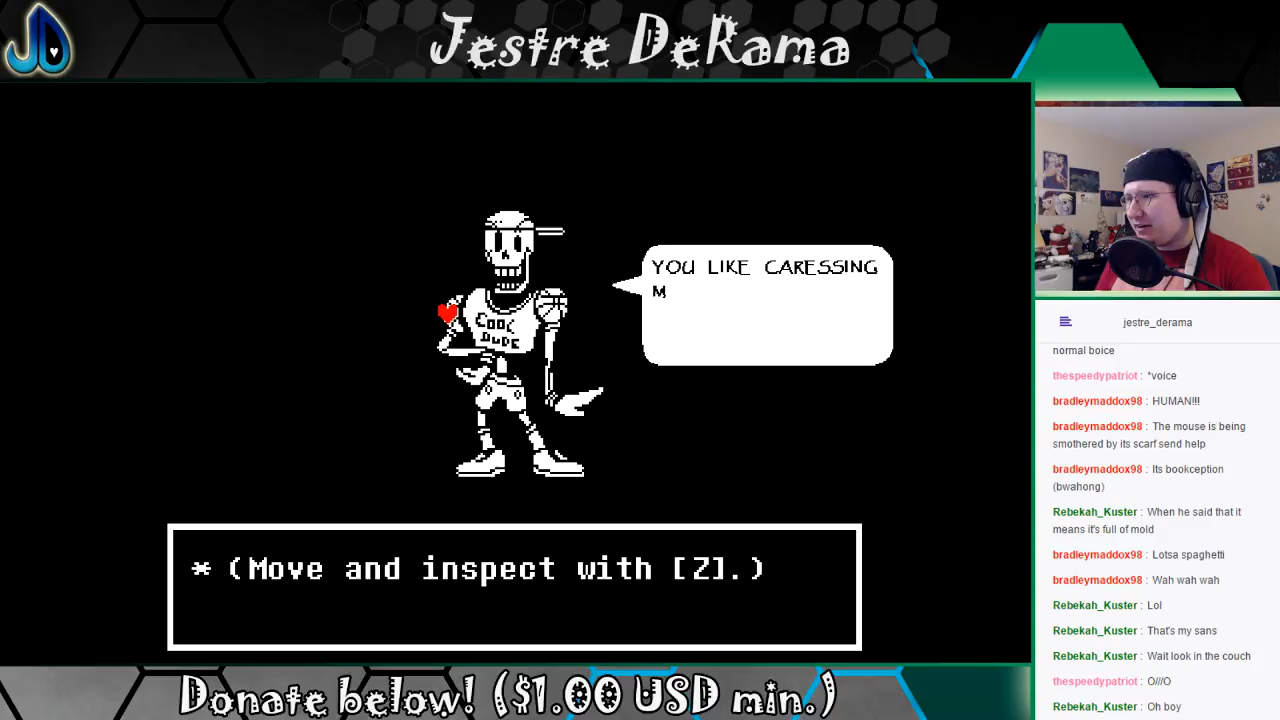 JD
Jestre DeRama
YOU LIKE CARESSING
M
COOL
DUDE
* (Move and inspect with [Z].)
Donate below! ($1.00 USD min.)
jestre_derama
normal boice
thespeedypatriot : *voice
bradleymaddox98 : HUMAN!!!
bradleymaddox98 : The mouse is being
smothered by its scarf send help
bradleymaddox98 : Its bookception
(bwahong)
Rebekah_Kuster : When he said that it
means it's full of mold
bradleymaddox98 : Lotsa spaghetti
bradleymaddox98 : Wah wah wah
Rebekah_Kuster : Lol
Rebekah_Kuster : That's my sans
Rebekah_Kuster : Wait look in the couch
thespeedypatriot : O///O
Rebekah_Kuster : Oh boy